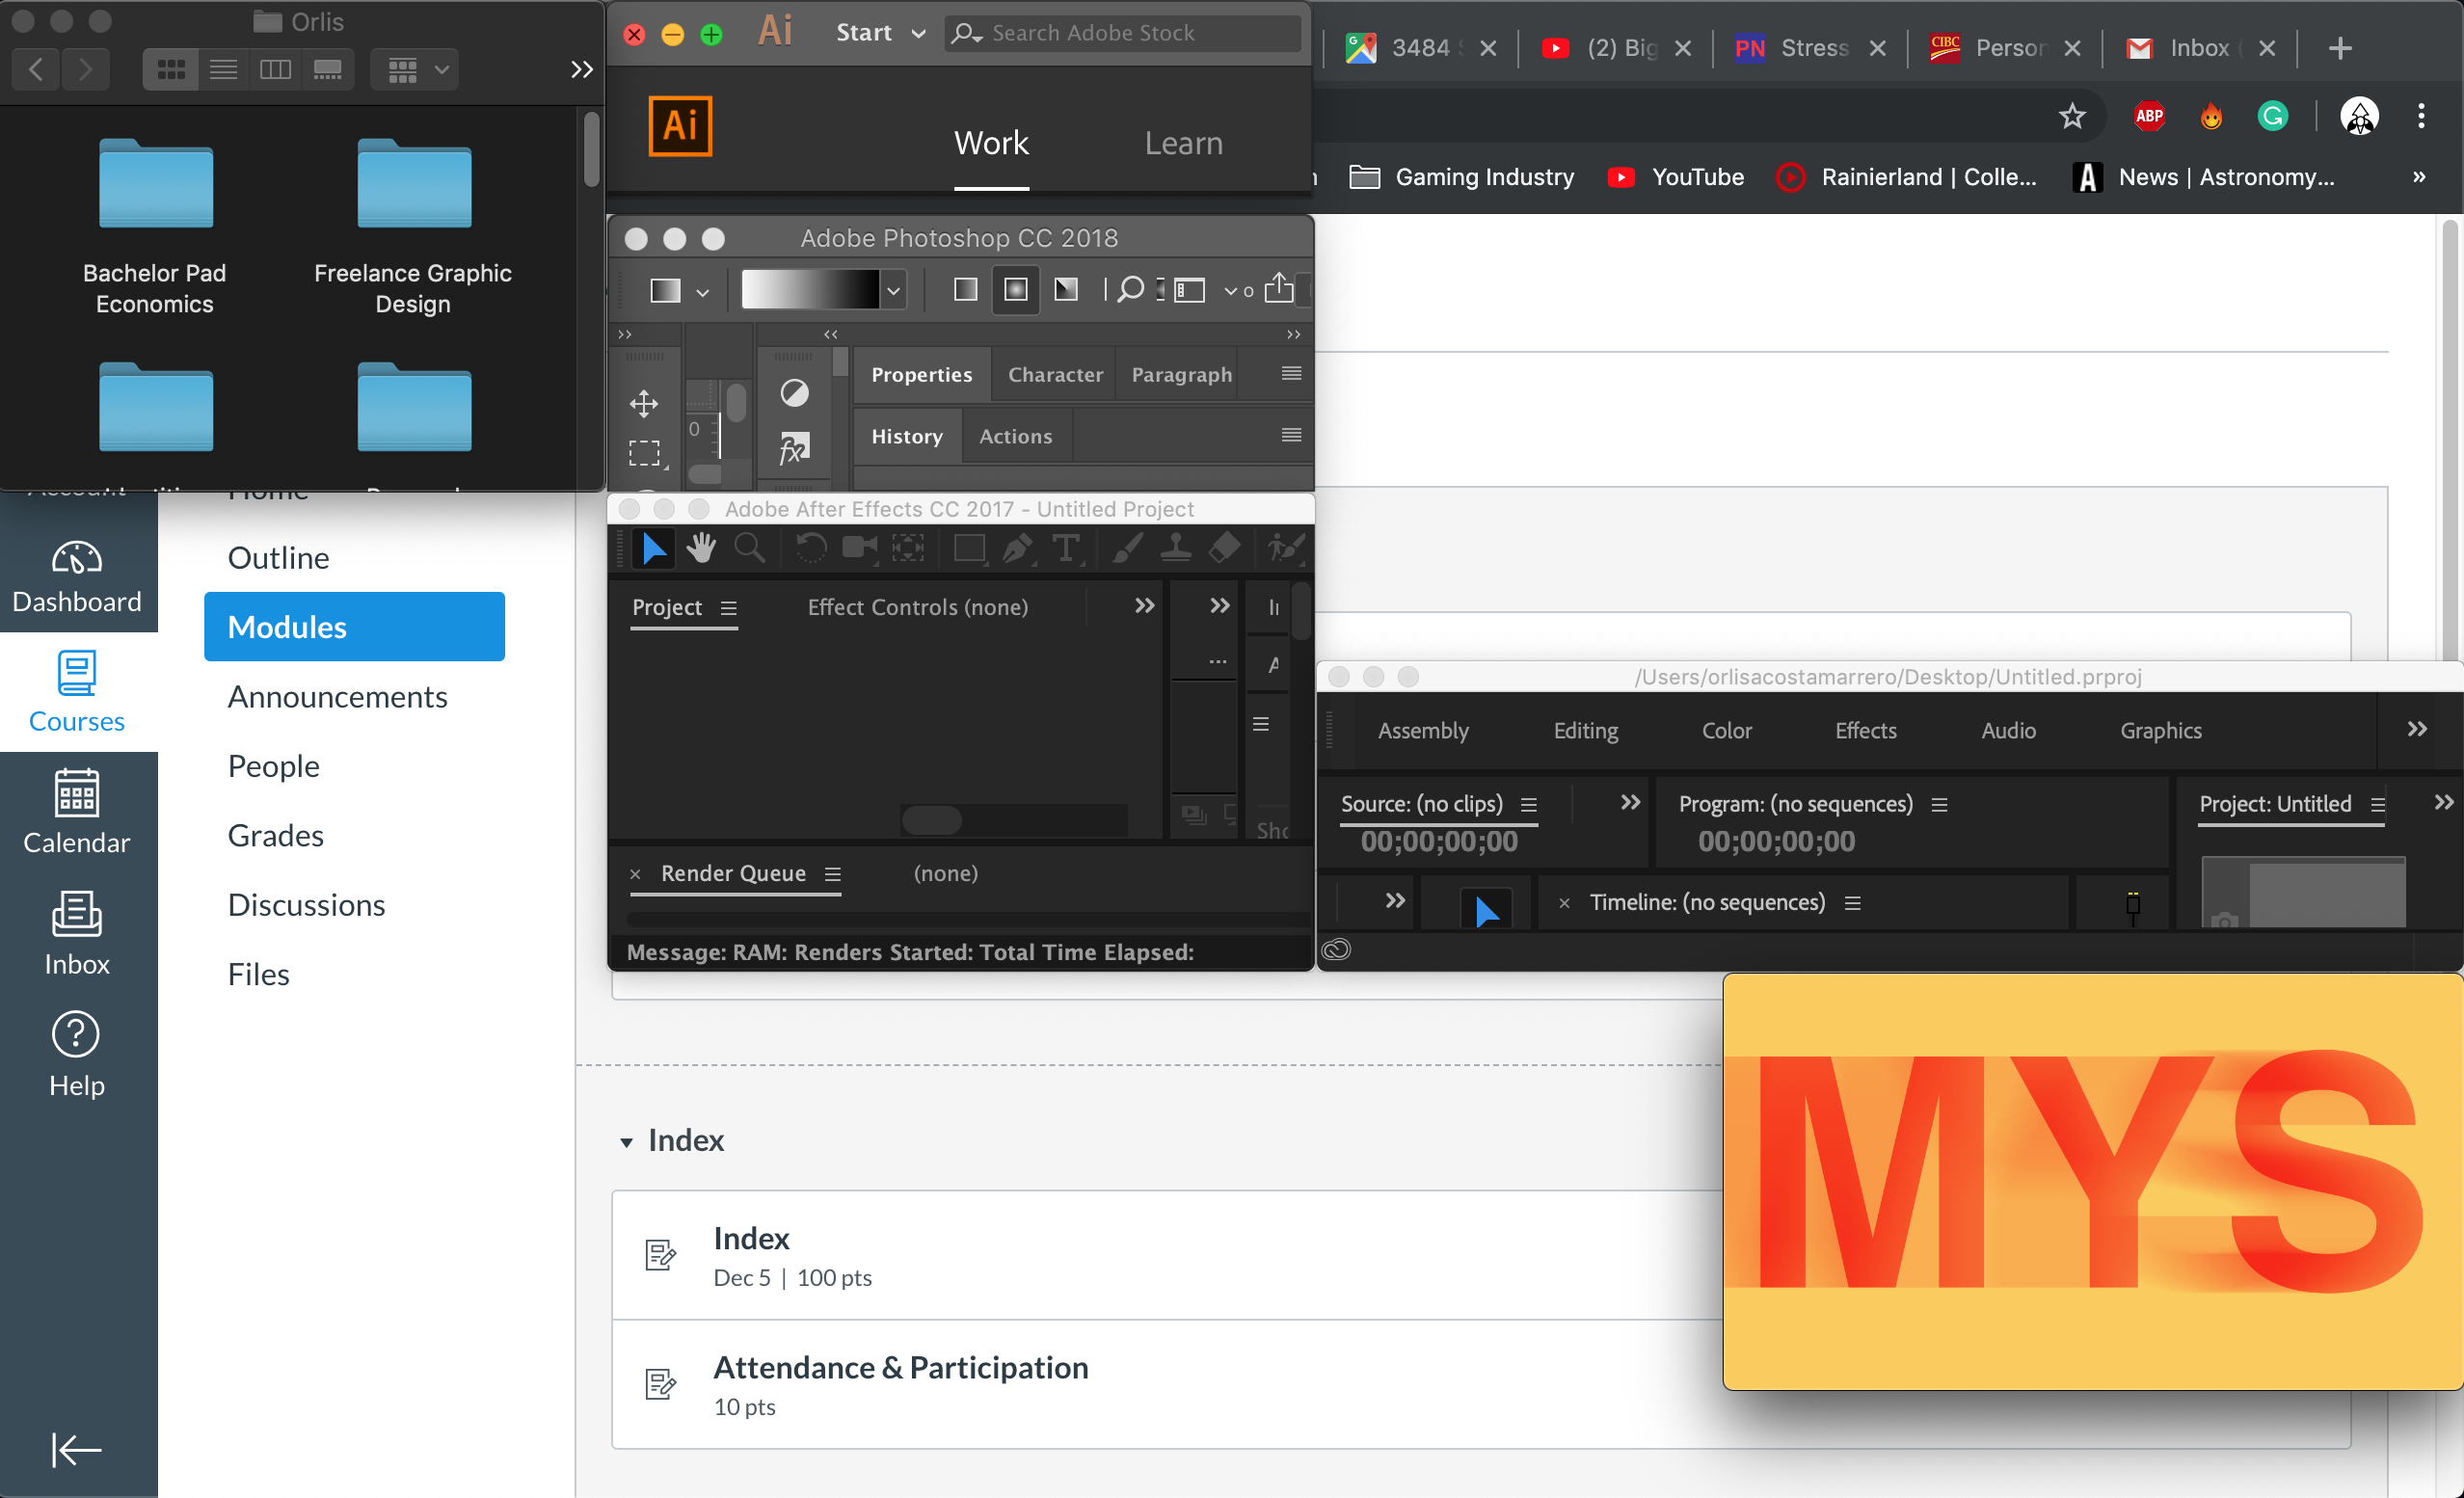 Orlis
Bachelor Pad
Economics
Freelance Graphic
Design
Ai
Start
Search Adobe Stock
Ai
Work
Learn
3484
(2) Big
PN
Stress
CIBC
Person
Inbox
ABP
Gaming Industry
YouTube
Rainierland | Colle...
A
News | Astronomy...
»
Adobe Photoshop CC 2018
Properties
Character
Paragraph
0
fx
History
Actions
Adobe After Effects CC 2017 - Untitled Project
Project
Effect Controls (none)
Render Queue
(none)
Message: RAM: Renders Started: Total Time Elapsed:
/Users/orlisacostamarrero/Desktop/Untitled.prproj
Assembly
Editing
Color
Effects
Audio
Graphics
Source: (no clips)
Program: (no sequences)
Project: Untitled
00;00;00;00
00;00;00;00
Timeline: (no sequences)
MYS
Dashboard
Courses
Calendar
Inbox
Help
Home
Outline
Modules
Announcements
People
Grades
Discussions
Files
Index
Index
Dec 5 | 100 pts
Attendance & Participation
10 pts